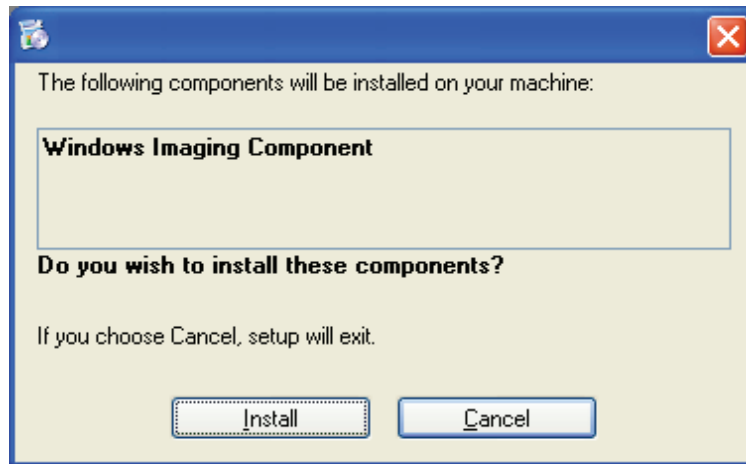 The following components will be installed on your machine:
Windows Imaging Component
Do you wish to install these components?
If you choose Cancel, setup will exit.
Install
Cancel